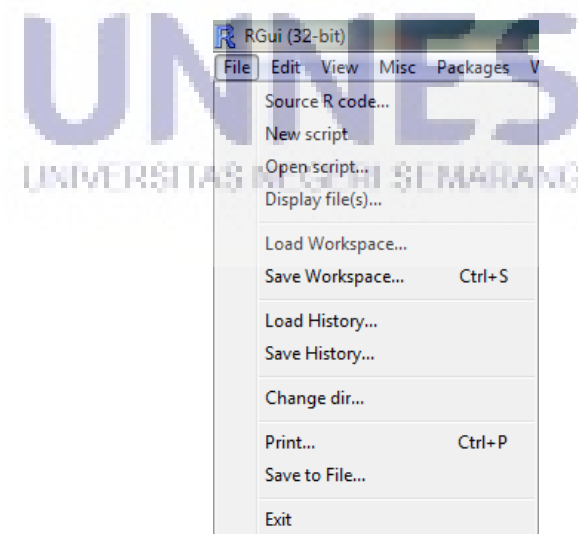 UNNES
RGui (32-bit)
File Edit View Misc Packages W
Source R code...
New script
Open script...
UNIVERSITAS NEGERI SEMARANG
Display file(s)...
Load Workspace...
Save Workspace... Ctrl+S
Load History...
Save History...
Change dir...
Print... Ctrl+P
Save to File...
Exit